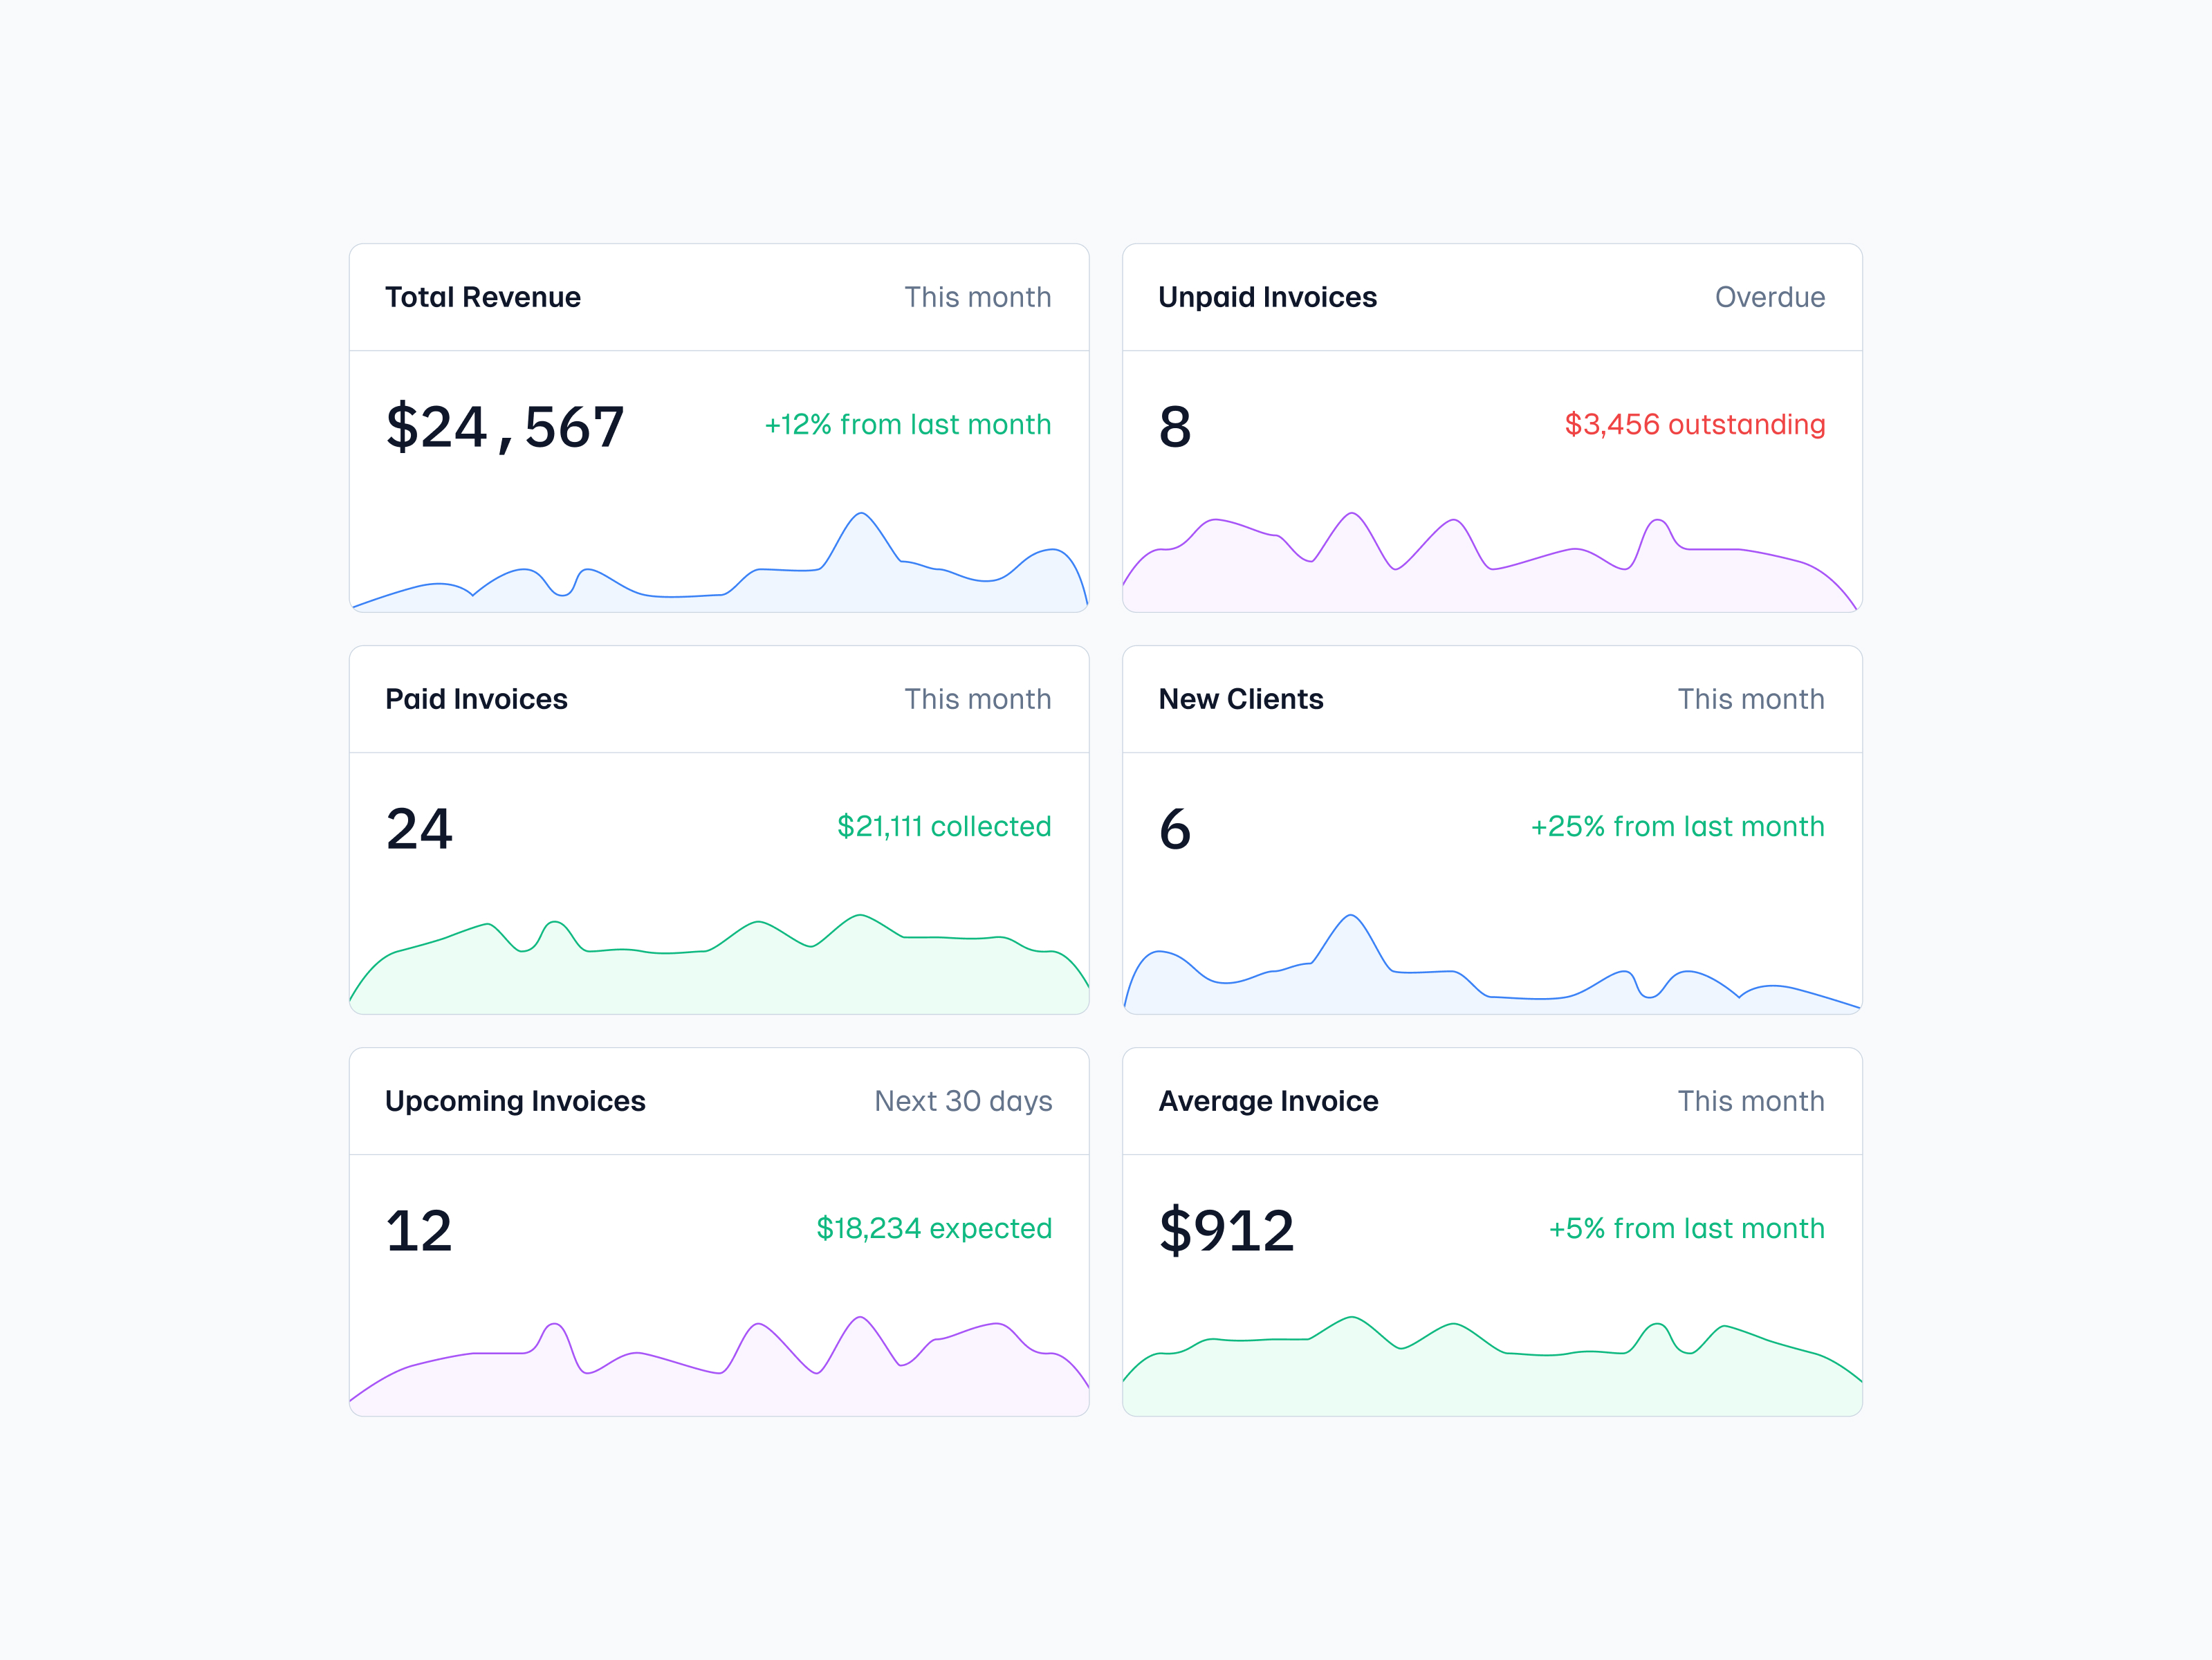 Total Revenue This month
$24,567 +12% from last month
Unpaid Invoices Overdue
8 $3,456 outstanding
Paid Invoices This month
24 $21,111 collected
New Clients This month
6 +25% from last month
Upcoming Invoices Next 30 days
12 $18,234 expected
Average Invoice This month
$912 +5% from last month